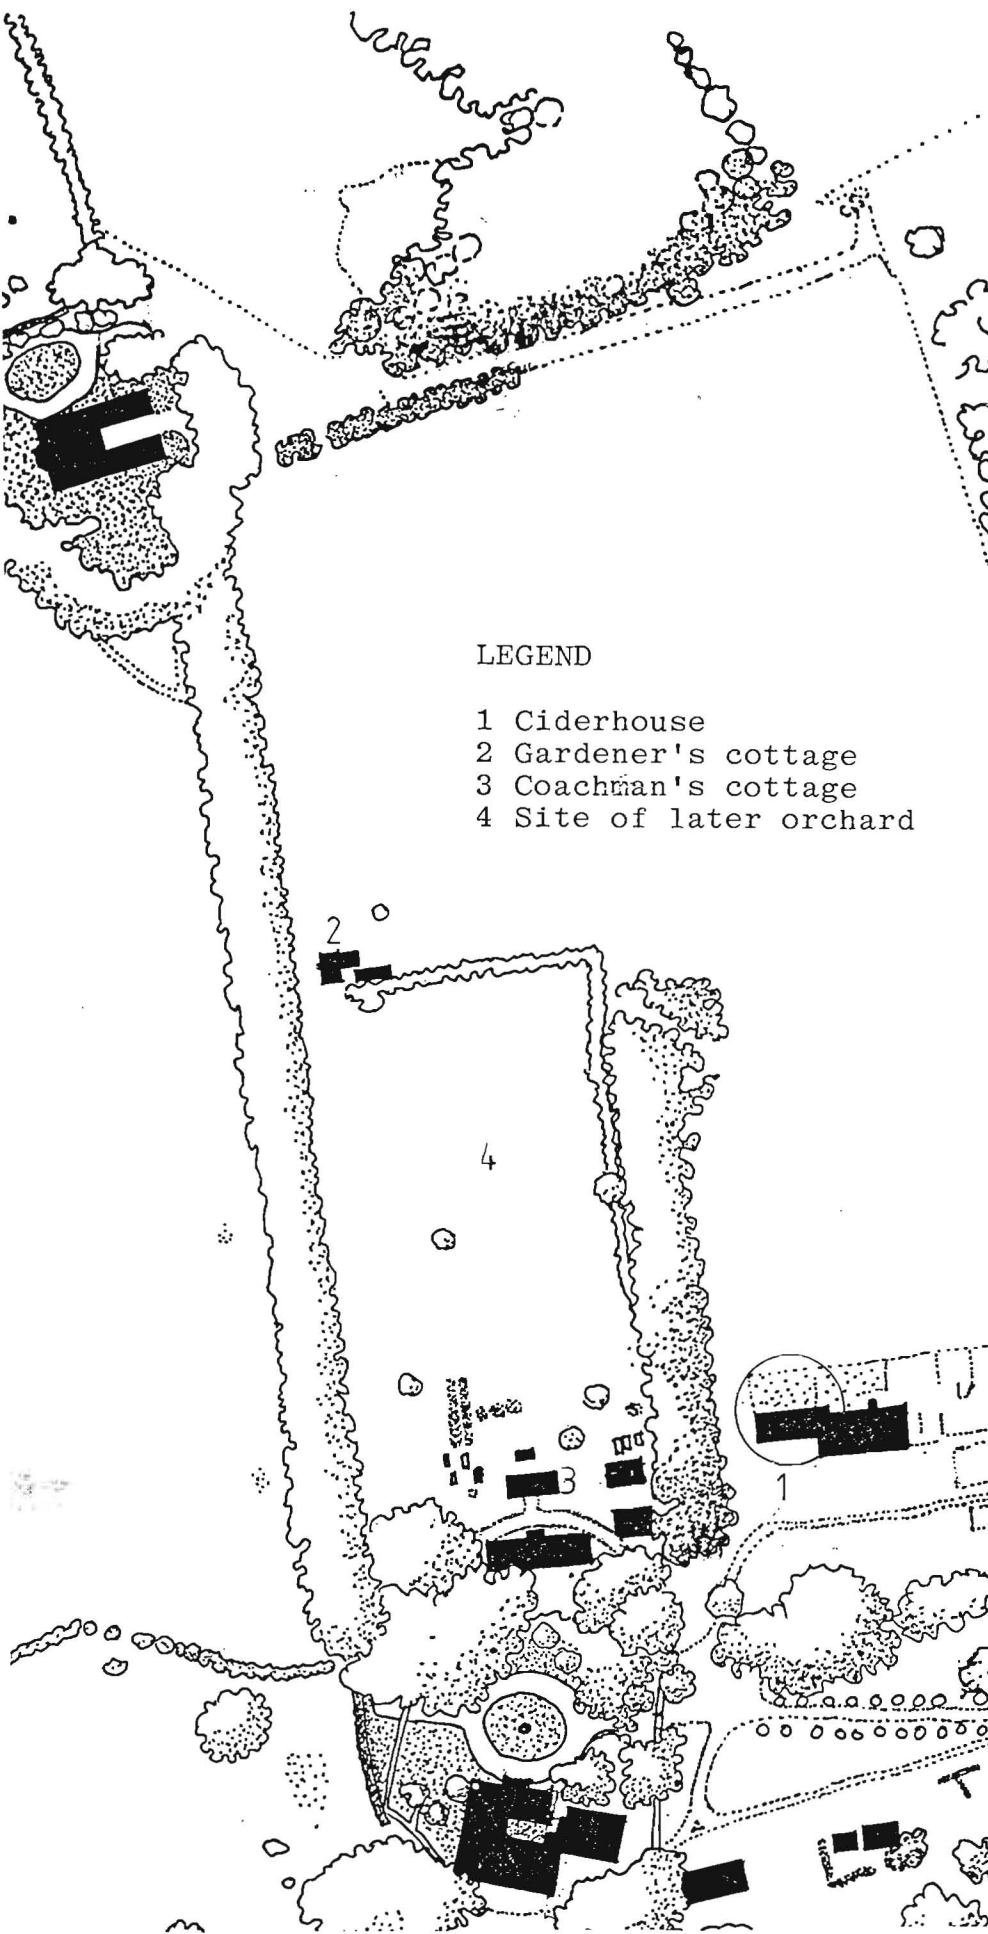 LEGEND
1 Ciderhouse
2 Gardener's cottage
3 Coachman's cottage
4 Site of later orchard
2
4
3
1